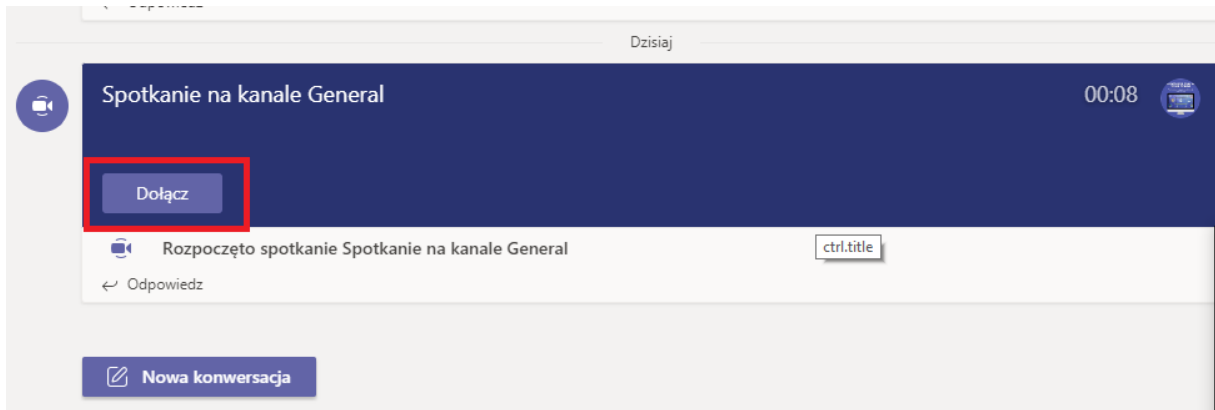 Dzisiaj
Spotkanie na kanale General
00:08
Dołącz
Rozpoczęto spotkanie Spotkanie na kanale General
ctrl.title
Odpowiedz
Nowa konwersacja